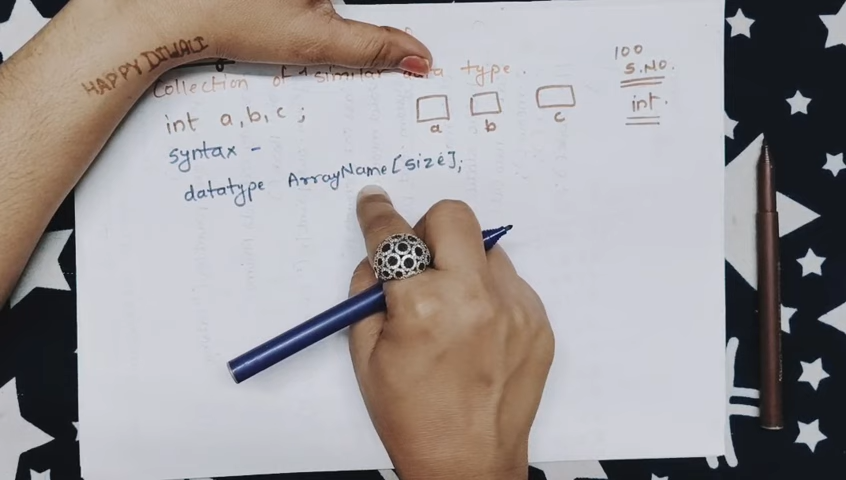 HAPPY DIWALI
Collection of similar data type.
int a, b, c ;
a b c
100
S.No.
int.
syntax -
datatype ArrayName[size];